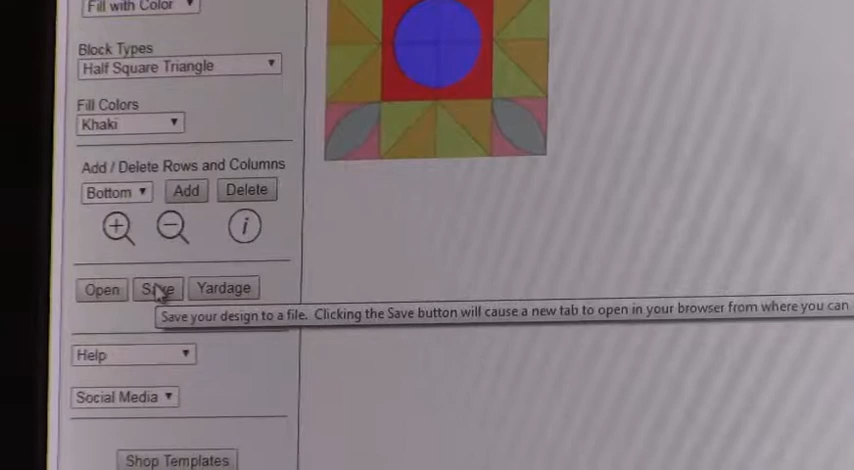 Fill with Color
Block Types
Half Square Triangle
Fill Colors
Khaki
Add / Delete Rows and Columns
Bottom Add Delete
i
Open Save Yardage
Save your design to a file. Clicking the Save button will cause a new tab to open in your browser from where you can
Help
Social Media
Shop Templates